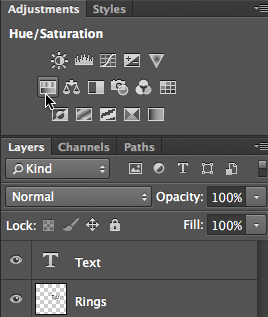 Adjustments Styles
Hue/Saturation
Layers Channels Paths
Kind
Normal Opacity: 100%
Lock: Fill: 100%
T Text
Rings